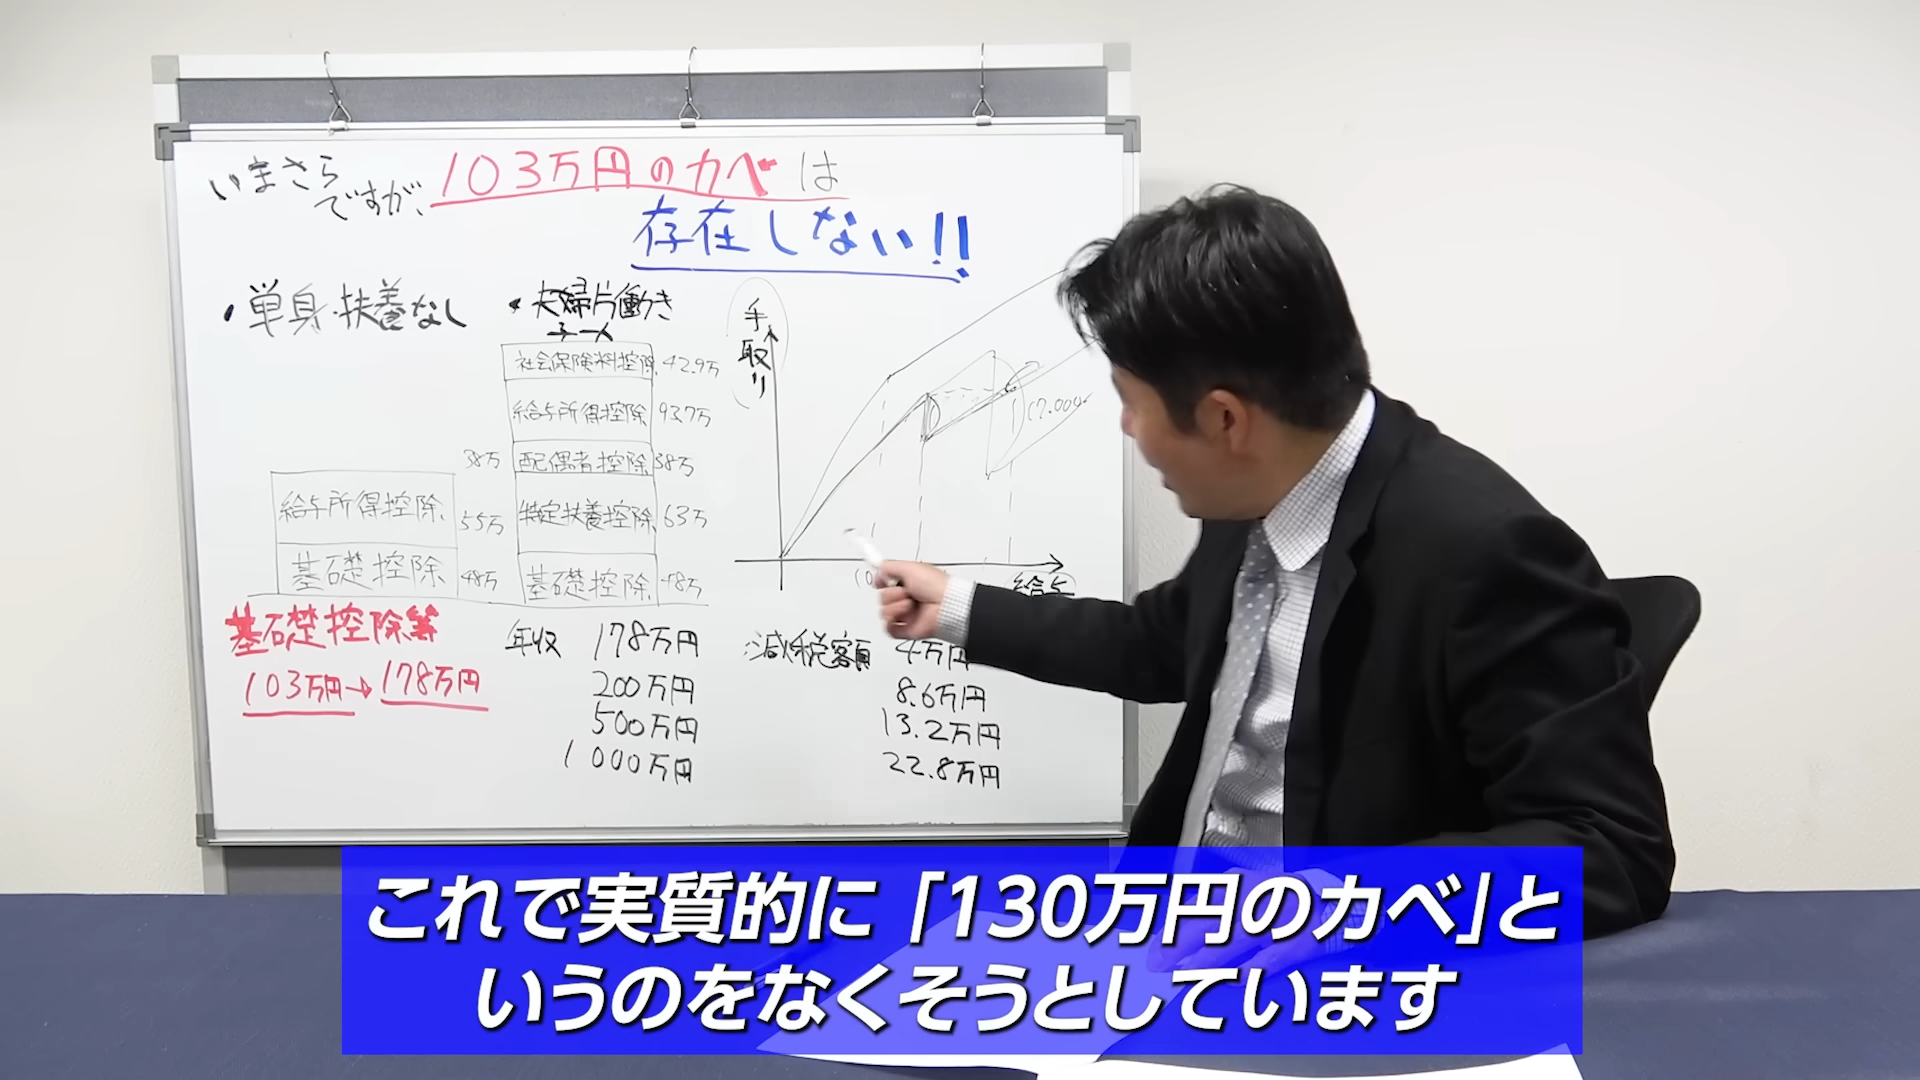 いまさら
ですが、
103万円のカベは
存在しない!!
・単身・扶養なし
給与所得控除 55万
基礎控除 48万
基礎控除等
103万円→178万円
・夫婦片働き
子一人
社会保険料控除 42.9万
給与所得控除 93.7万
38万 配偶者控除 38万
特定扶養控除 63万
基礎控除 48万
手取り
給与
年収 178万円 :減税額 4万円
200万円 8.6万円
500万円 13.2万円
1000万円 22.8万円
これで実質的に「130万円のカベ」と
いうのをなくそうとしています